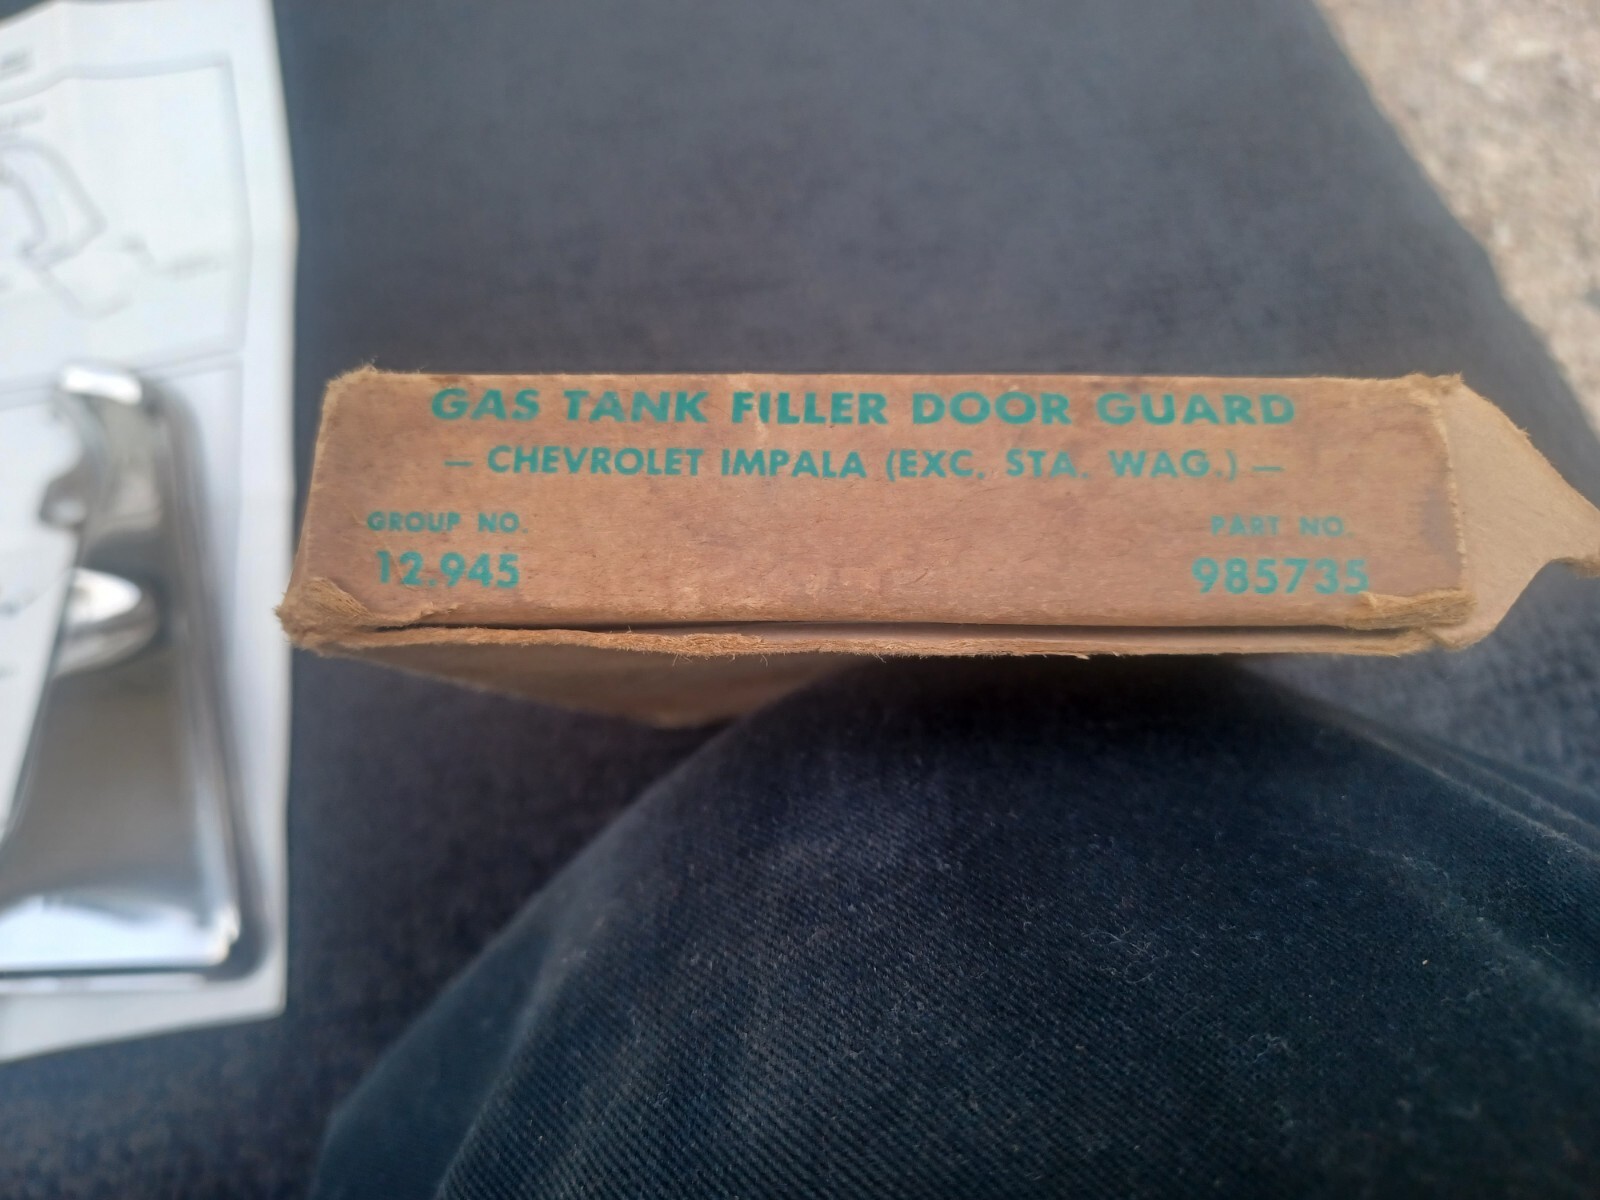 GAS TANK FILLER DOOR GUARD
— CHEVROLET IMPALA (EXC. STA. WAG.) —
GROUP NO.
12.945
PART NO.
985735